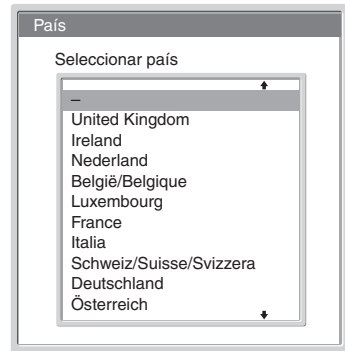 País
Seleccionar país
–
United Kingdom
Ireland
Nederland
België/Belgique
Luxembourg
France
Italia
Schweiz/Suisse/Svizzera
Deutschland
Österreich